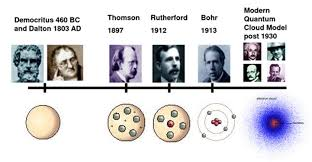 Democritus 460 BC
and Dalton 1803 AD
Thomson
1897
Rutherford
1912
Bohr
1913
Modern
Quantum
Cloud Model
post 1930